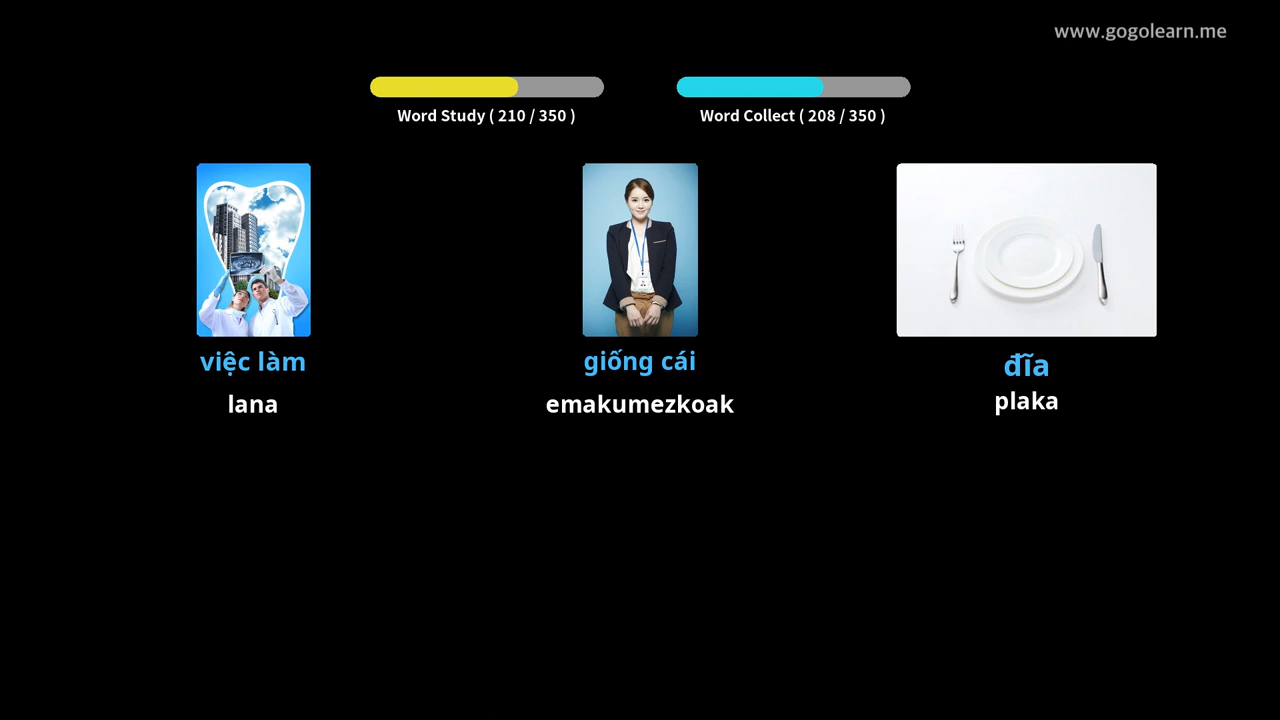 www.gogolearn.me
Word Study ( 210 / 350 )
Word Collect ( 208 / 350 )
việc làm
giống cái
đĩa
lana
emakumezkoak
plaka